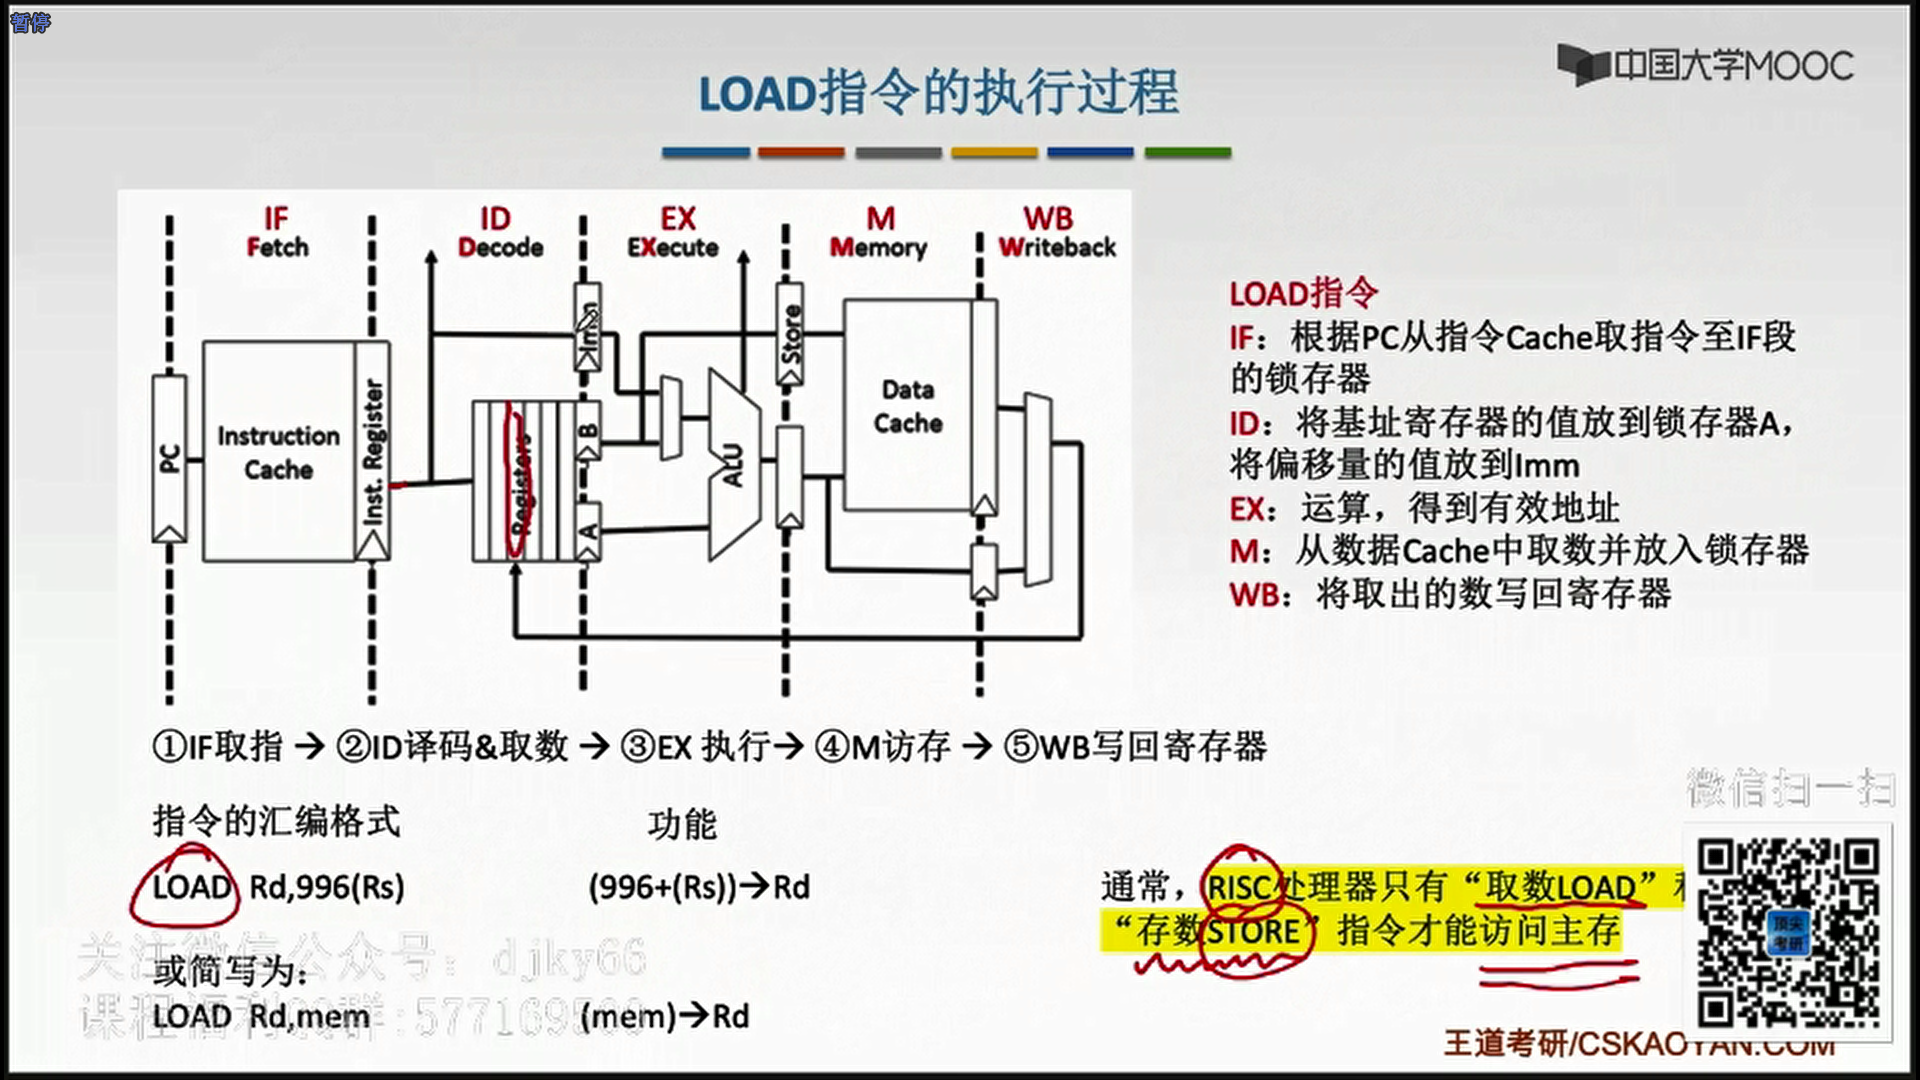 暂停
中国大学MOOC
LOAD指令的执行过程
IF
Fetch
ID
Decode
EX
EXecute
M
Memory
WB
Writeback
PC
Instruction
Cache
Inst. Register
Registers
Imm
B
A
ALU
Store
Data
Cache
LOAD指令
IF：根据PC从指令Cache取指令至IF段
的锁存器
ID：将基址寄存器的值放到锁存器A，
将偏移量的值放到Imm
EX：运算，得到有效地址
M：从数据Cache中取数并放入锁存器
WB：将取出的数写回寄存器
①IF取指 → ②ID译码&取数 → ③EX 执行→ ④M访存 → ⑤WB写回寄存器
指令的汇编格式 功能
LOAD Rd,996(Rs) (996+(Rs))→Rd
或简写为：
LOAD Rd,mem (mem)→Rd
通常，RISC处理器只有“取数LOAD”
“存数STORE”指令才能访问主存
微信扫一扫
顶尖
考研
关注微信公众号：djky66
王道考研/CSKAOYAN.COM